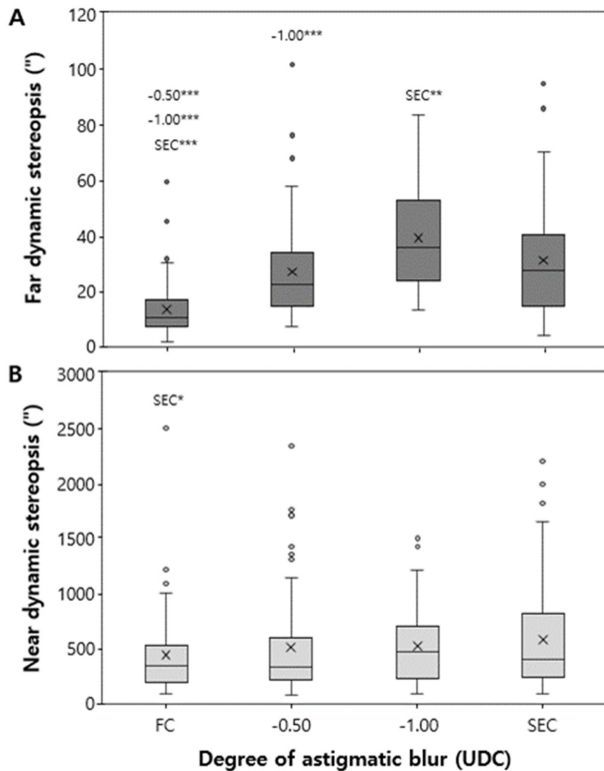 A
Far dynamic stereopsis (")
120
100
80
60
40
20
0
-0.50***
-1.00***
SEC***
-1.00***
SEC**
B
Near dynamic stereopsis (")
3000
2500
2000
1500
1000
500
0
SEC*
FC
-0.50
-1.00
SEC
Degree of astigmatic blur (UDC)